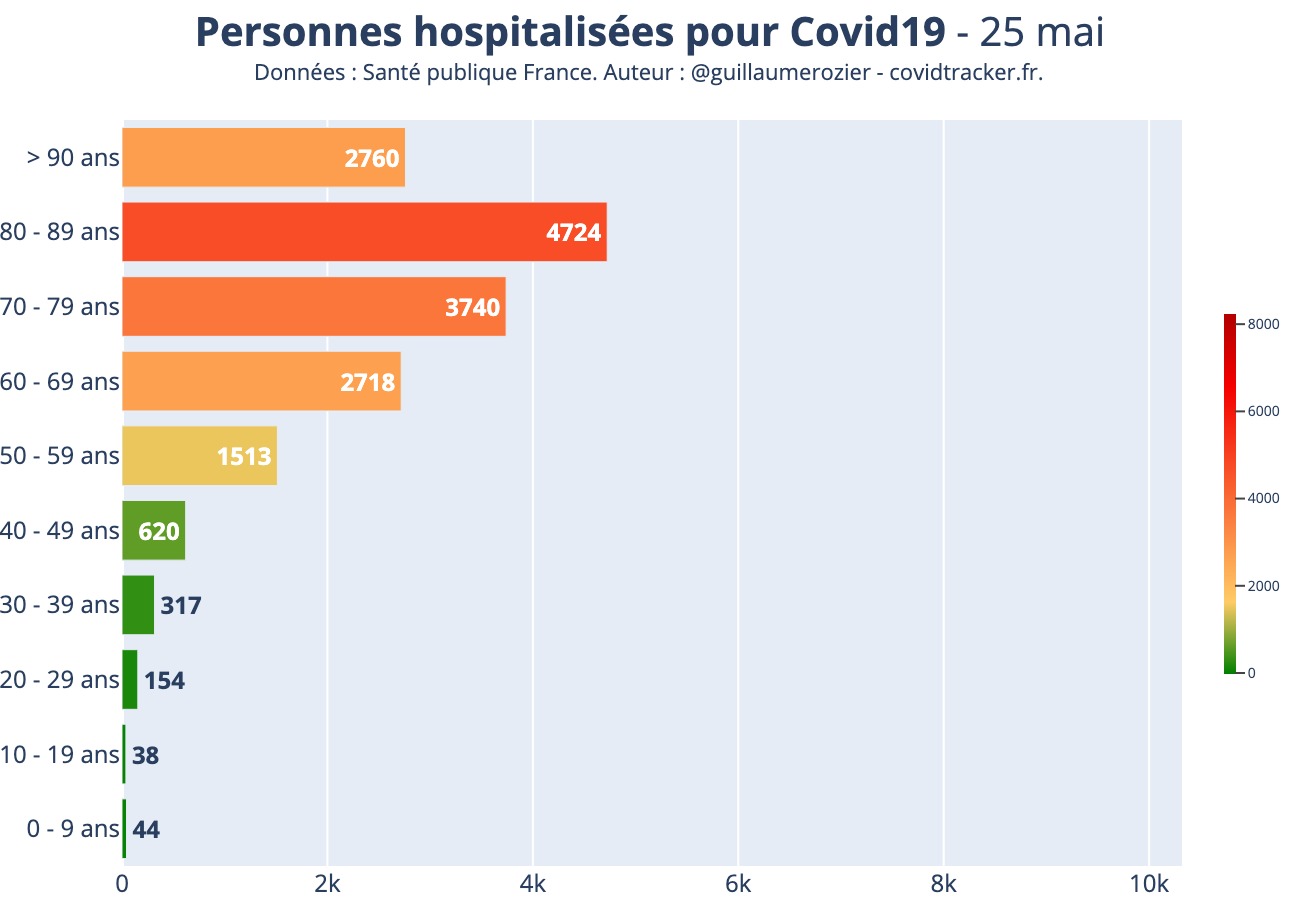 Personnes hospitalisées pour Covid19 - 25 mai
Données : Santé publique France. Auteur : @guillaumerozier - covidtracker.fr.
> 90 ans 2760
80 - 89 ans 4724
70 - 79 ans 3740
60 - 69 ans 2718
50 - 59 ans 1513
40 - 49 ans 620
30 - 39 ans 317
20 - 29 ans 154
10 - 19 ans 38
0 - 9 ans 44
0 2k 4k 6k 8k 10k
8000
6000
4000
2000
0